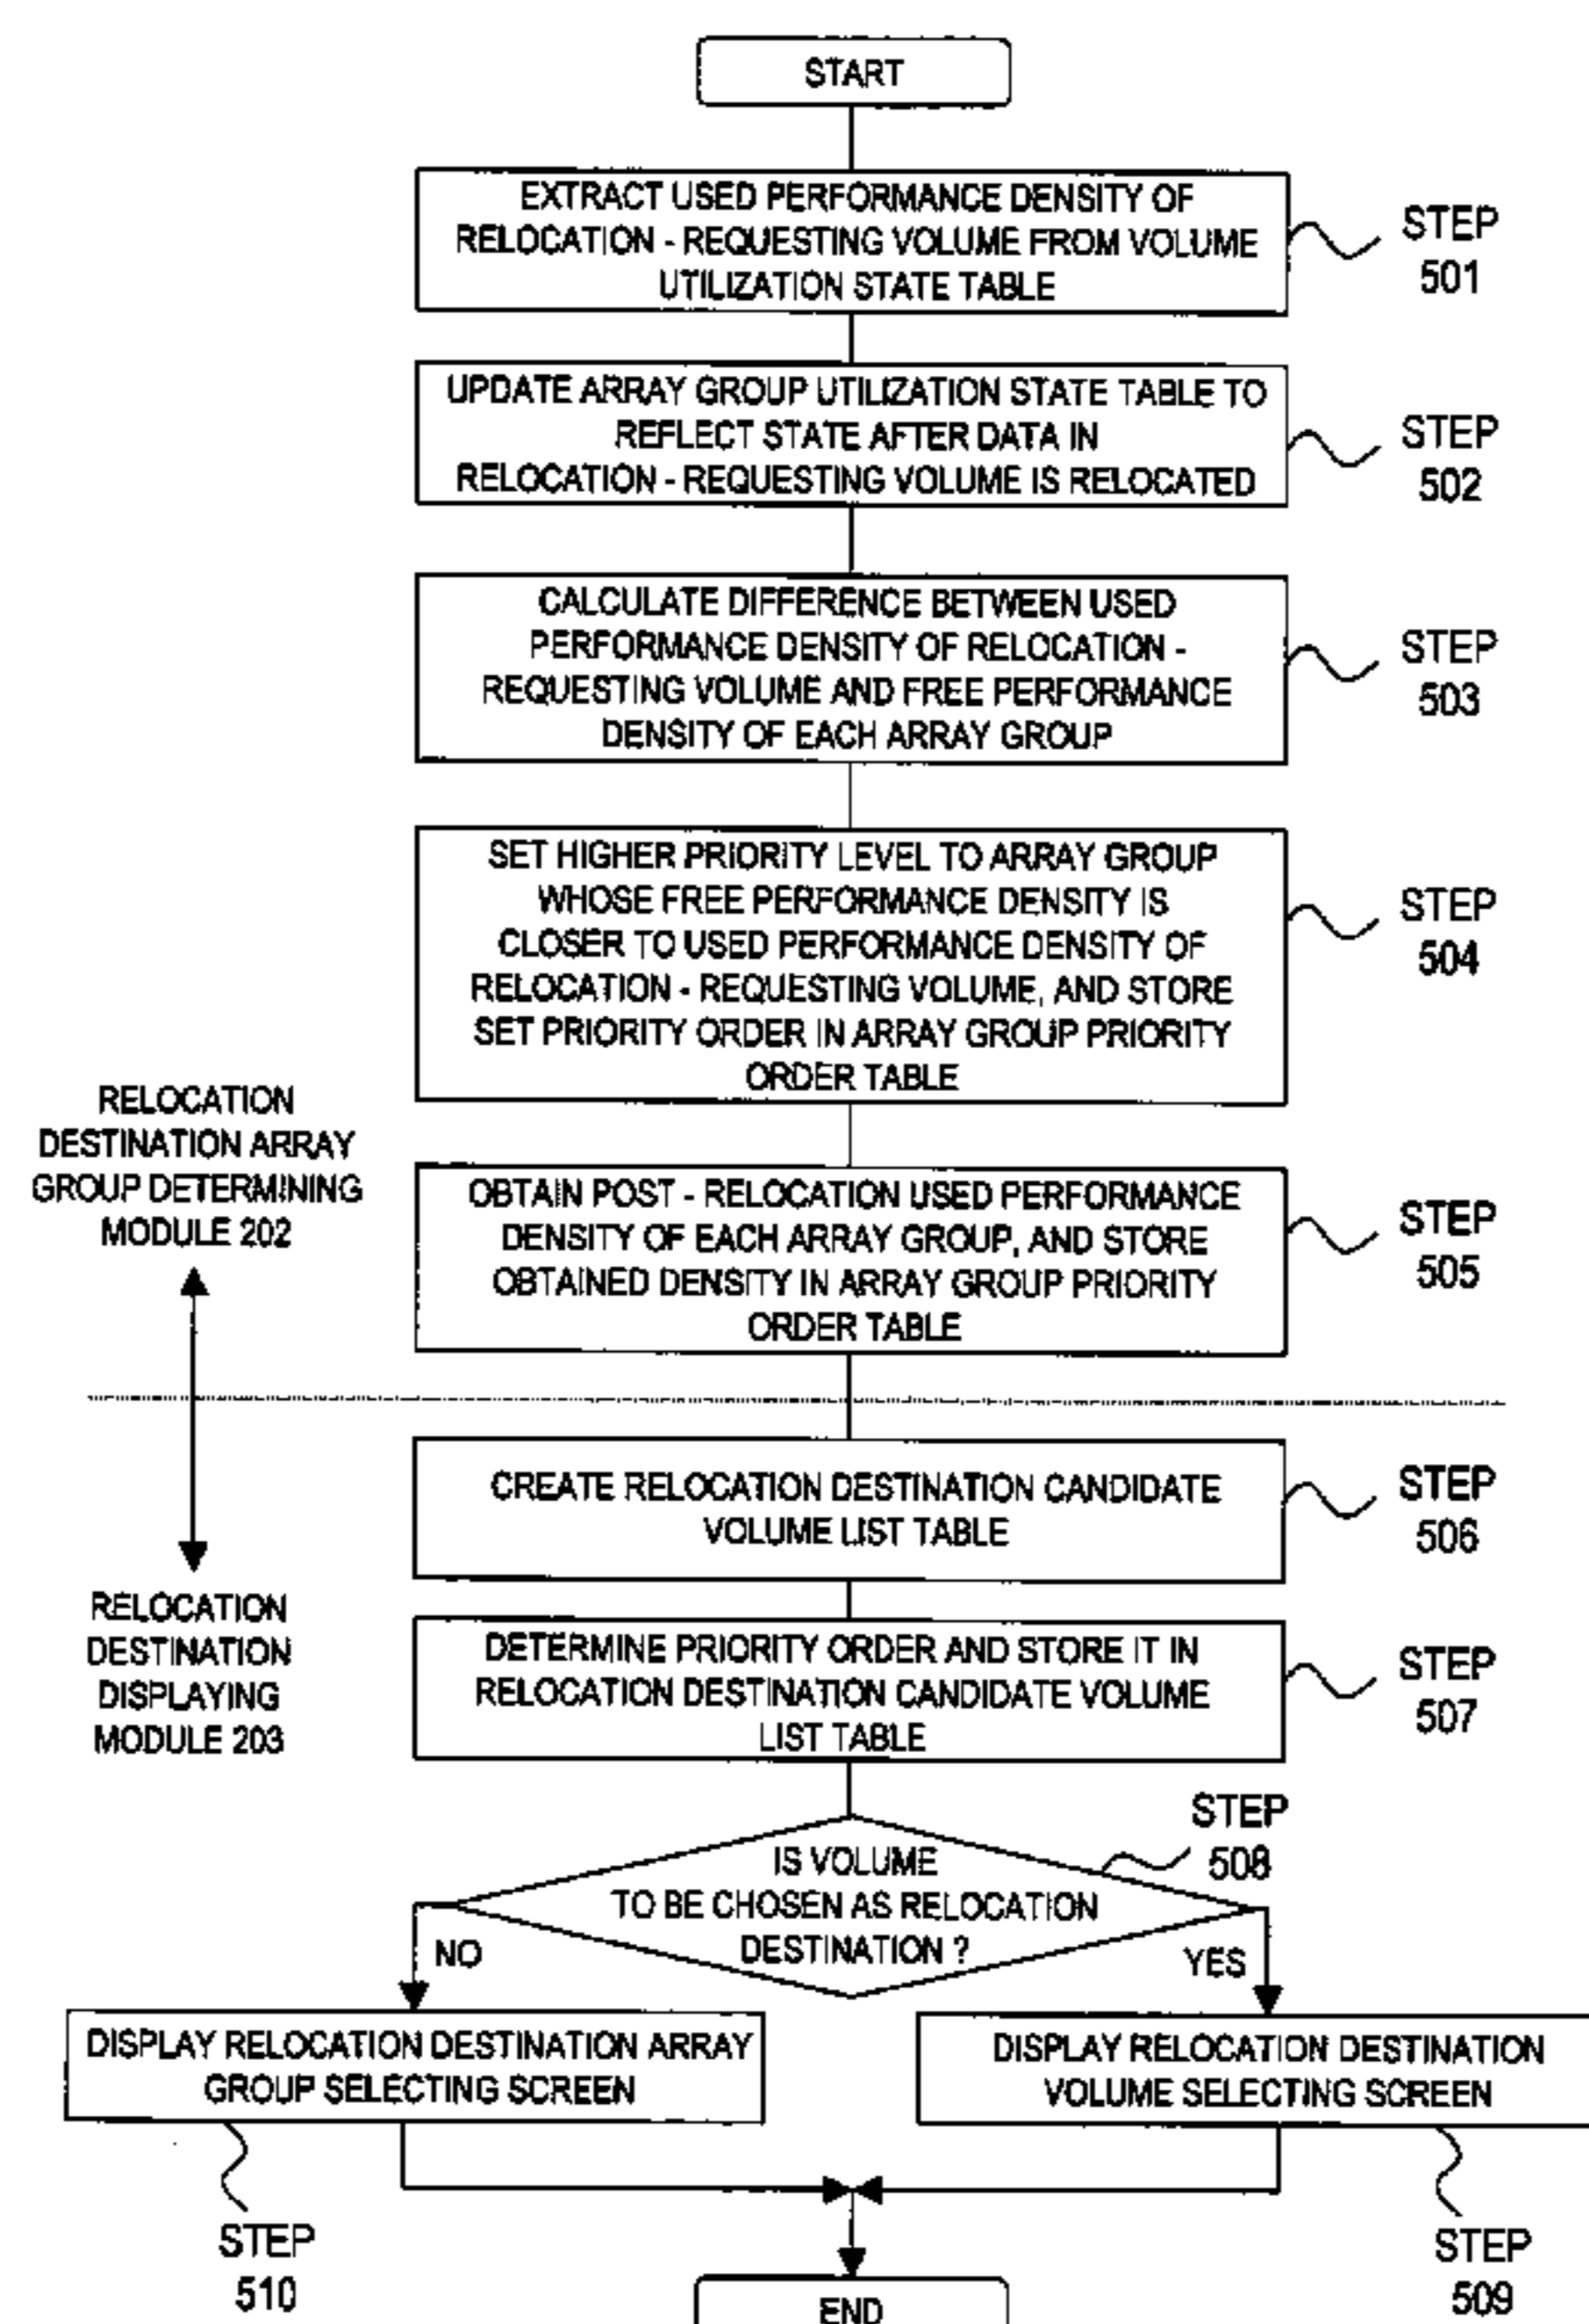 START
EXTRACT USED PERFORMANCE DENSITY OF
RELOCATION - REQUESTING VOLUME FROM VOLUME
UTILIZATION STATE TABLE
STEP
501
UPDATE ARRAY GROUP UTILIZATION STATE TABLE TO
REFLECT STATE AFTER DATA IN
RELOCATION - REQUESTING VOLUME IS RELOCATED
STEP
502
CALCULATE DIFFERENCE BETWEEN USED
PERFORMANCE DENSITY OF RELOCATION -
REQUESTING VOLUME AND FREE PERFORMANCE
DENSITY OF EACH ARRAY GROUP
STEP
503
SET HIGHER PRIORITY LEVEL TO ARRAY GROUP
WHOSE FREE PERFORMANCE DENSITY IS
CLOSER TO USED PERFORMANCE DENSITY OF
RELOCATION - REQUESTING VOLUME, AND STORE
SET PRIORITY ORDER IN ARRAY GROUP PRIORITY
ORDER TABLE
STEP
504
RELOCATION
DESTINATION ARRAY
GROUP DETERMINING
MODULE 202
OBTAIN POST - RELOCATION USED PERFORMANCE
DENSITY OF EACH ARRAY GROUP, AND STORE
OBTAINED DENSITY IN ARRAY GROUP PRIORITY
ORDER TABLE
STEP
505
CREATE RELOCATION DESTINATION CANDIDATE
VOLUME LIST TABLE
STEP
506
RELOCATION
DESTINATION
DISPLAYING
MODULE 203
DETERMINE PRIORITY ORDER AND STORE IT IN
RELOCATION DESTINATION CANDIDATE VOLUME
LIST TABLE
STEP
507
IS VOLUME
TO BE CHOSEN AS RELOCATION
DESTINATION ?
STEP
508
NO
YES
DISPLAY RELOCATION DESTINATION ARRAY
GROUP SELECTING SCREEN
DISPLAY RELOCATION DESTINATION
VOLUME SELECTING SCREEN
STEP
510
STEP
509
END